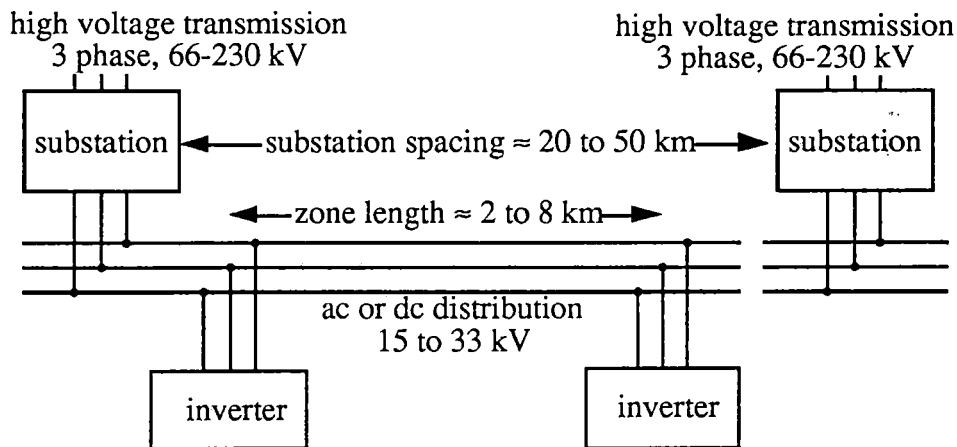 high voltage transmission
3 phase, 66-230 kV
high voltage transmission
3 phase, 66-230 kV
substation
substation spacing ≈ 20 to 50 km
substation
zone length ≈ 2 to 8 km
ac or dc distribution
15 to 33 kV
inverter
inverter